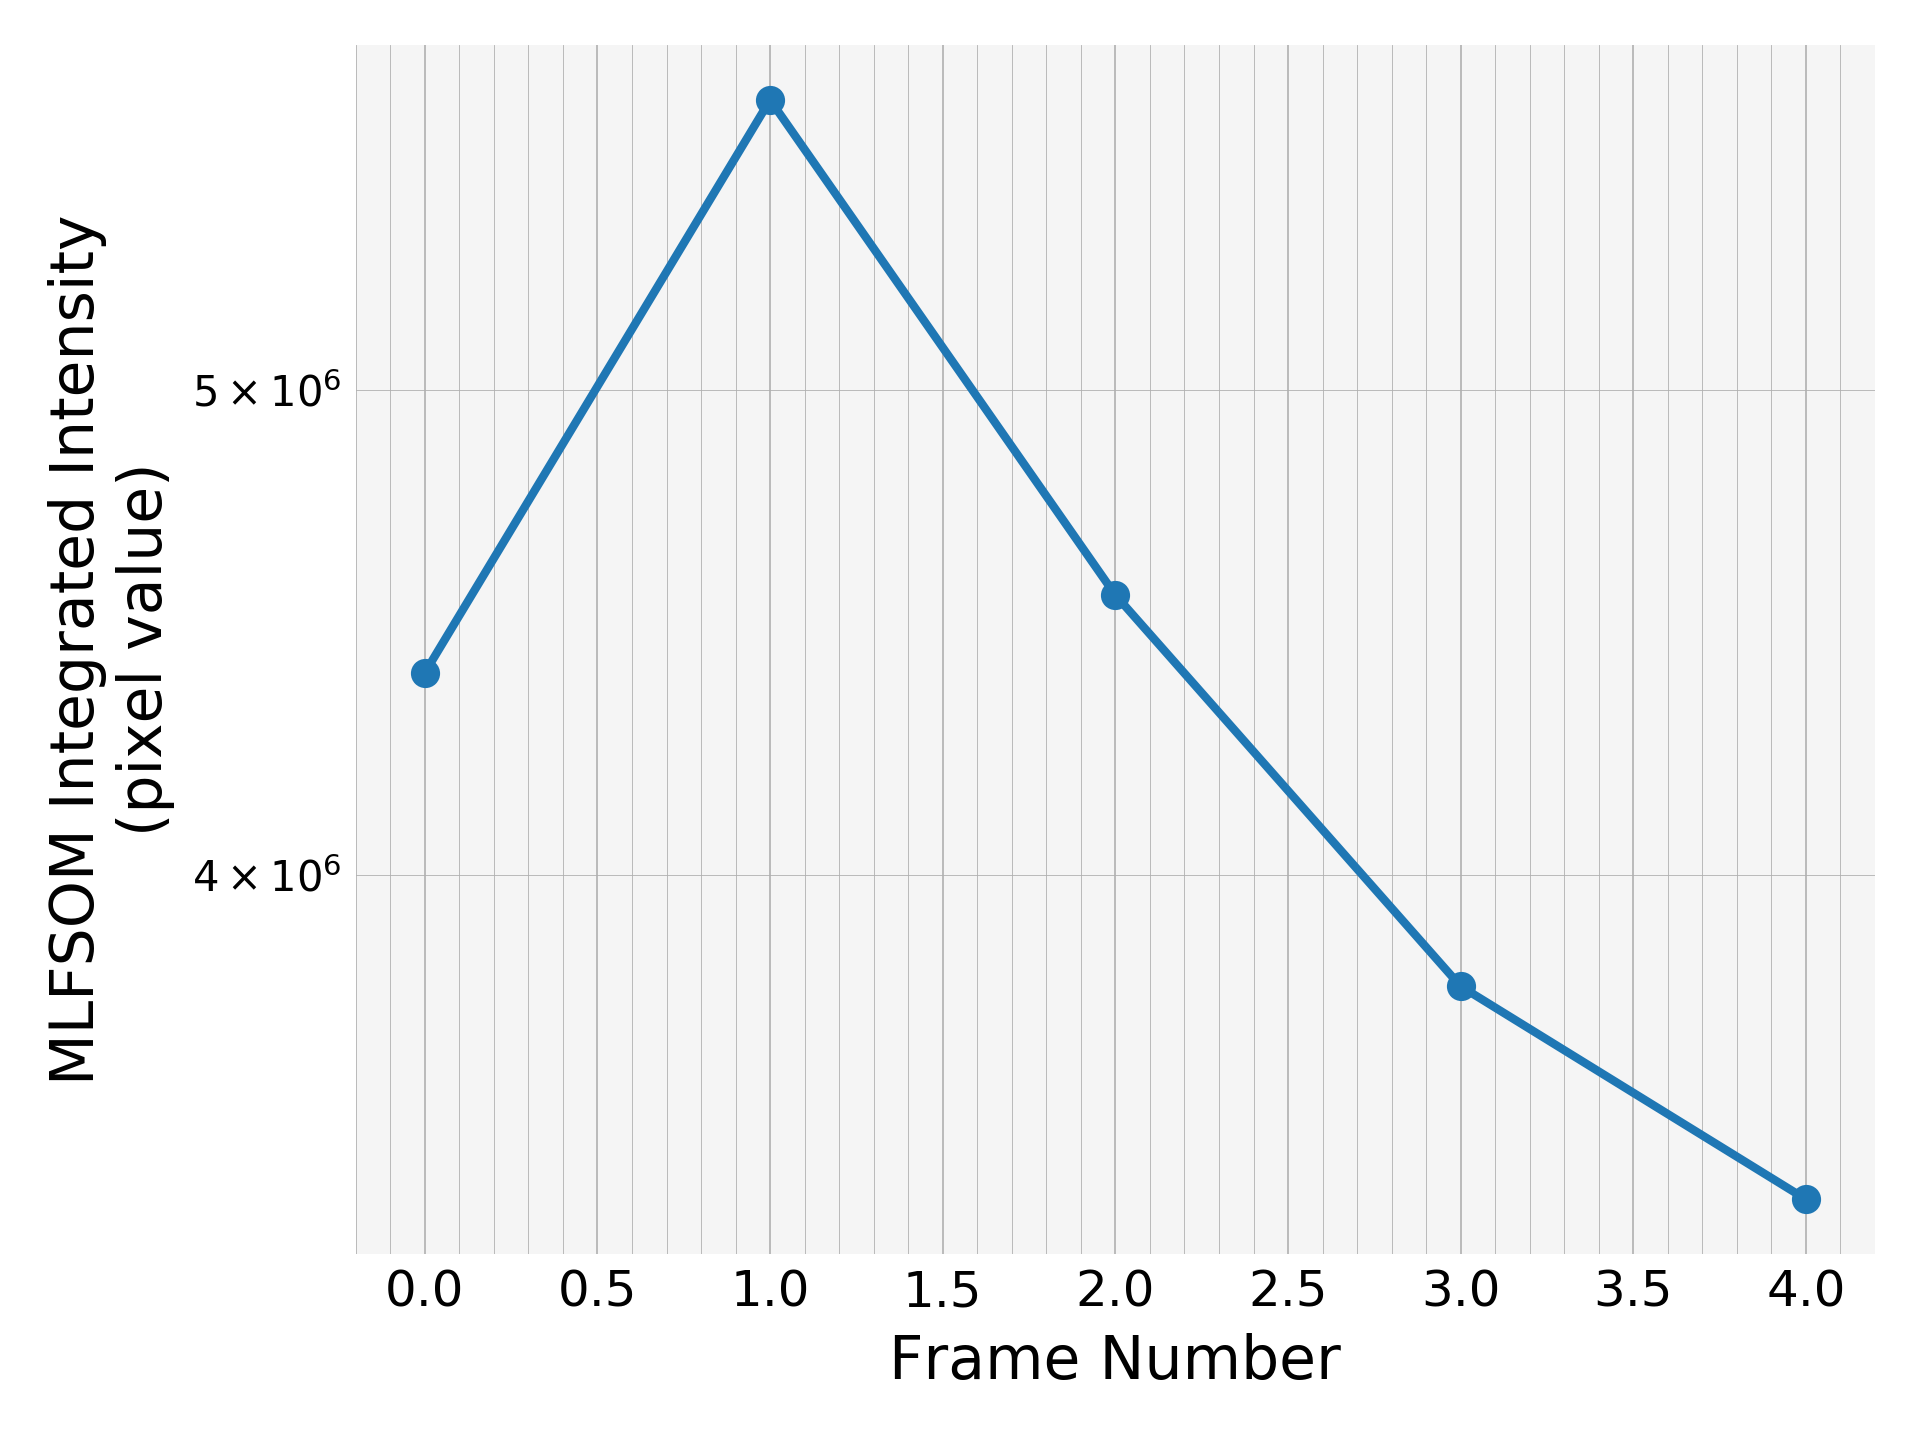 MLFSOM Integrated Intensity
(pixel value)
5 × 10⁶
4 × 10⁶
0.0 0.5 1.0 1.5 2.0 2.5 3.0 3.5 4.0
Frame Number